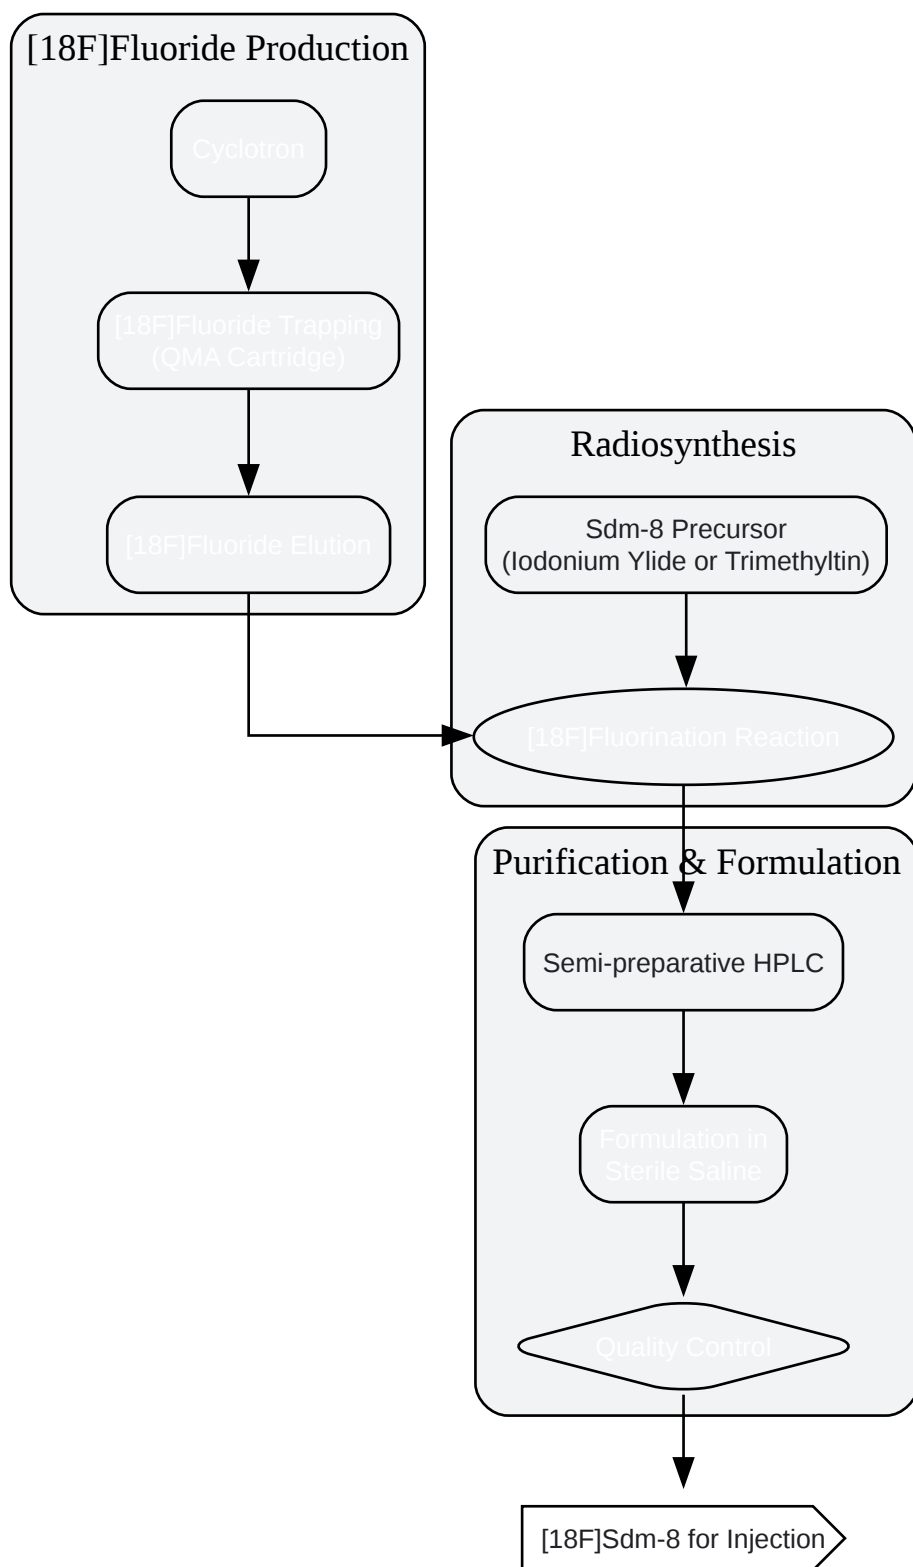 [18F]Fluoride Production
Cyclotron
[18F]Fluoride Trapping
(QMA Cartridge)
[18F]Fluoride Elution
Radiosynthesis
Sdm-8 Precursor
(Iodonium Ylide or Trimethyltin)
[18F]Fluorination Reaction
Purification & Formulation
Semi-preparative HPLC
Formulation in
Sterile Saline
Quality Control
[18F]Sdm-8 for Injection